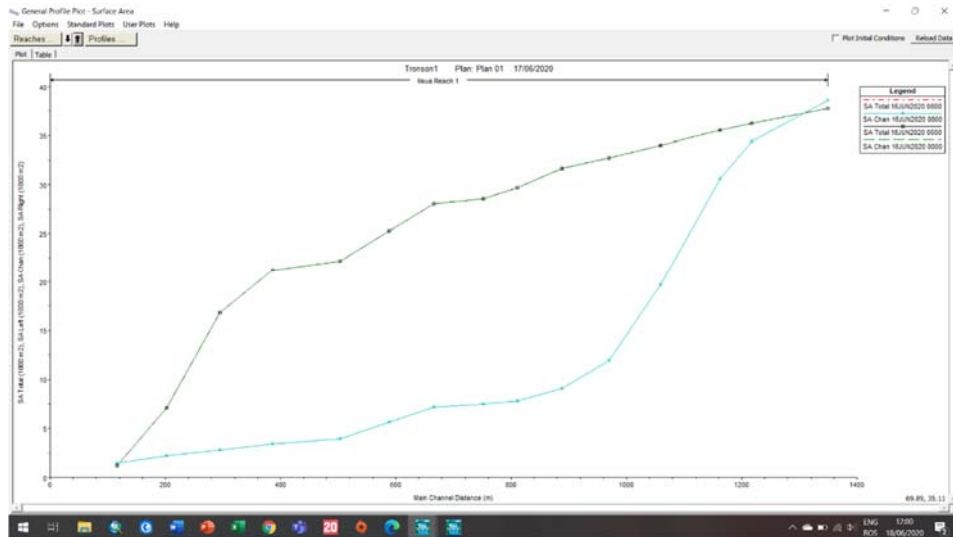 General Profile Plot - Surface Area
File Options Standard Plots User Plots Help
Reaches ... Profiles ... Plot Initial Conditions Reload Data
Plot Table
Tronson1 Plan: Plan 01 17/06/2020
Reach 1
Legend
SA Total 16JUN2020 0000
SA Chan 16JUN2020 0000
SA Total 16JUN2020 0000
SA Chan 16JUN2020 0000
SA Total (1000 m2), SA Left (1000 m2), SA Chan (1000 m2), SA Right (1000 m2)
40
35
30
25
20
15
10
5
0
0 200 400 600 800 1000 1200 1400
Main Channel Distance (m)
69.89, 35.11
20
ENG 12:00
ROS 18/06/2020